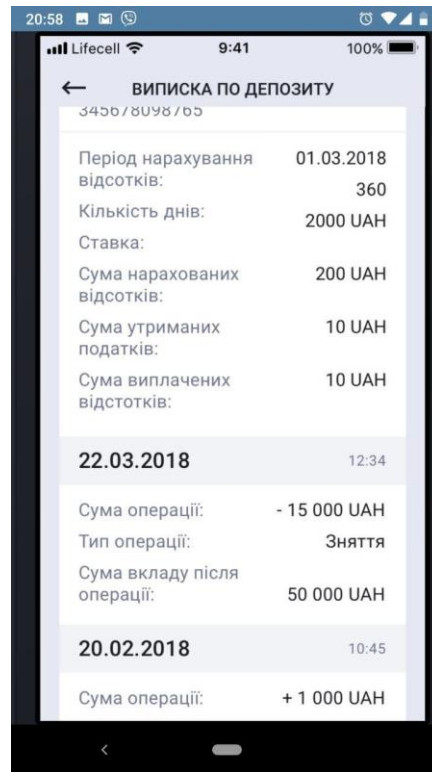 20:58
Lifecell 9:41 100%
ВИПИСКА ПО ДЕПОЗИТУ
345678098765
Період нарахування 01.03.2018
відсотків:
360
Кількість днів:
2000 UAH
Ставка:
Сума нарахованих 200 UAH
відсотків:
Сума утриманих 10 UAH
податків:
Сума виплачених 10 UAH
відстотків:
22.03.2018 12:34
Сума операції: - 15 000 UAH
Тип операції: Зняття
Сума вкладу після
операції: 50 000 UAH
20.02.2018 10:45
Сума операції: + 1 000 UAH